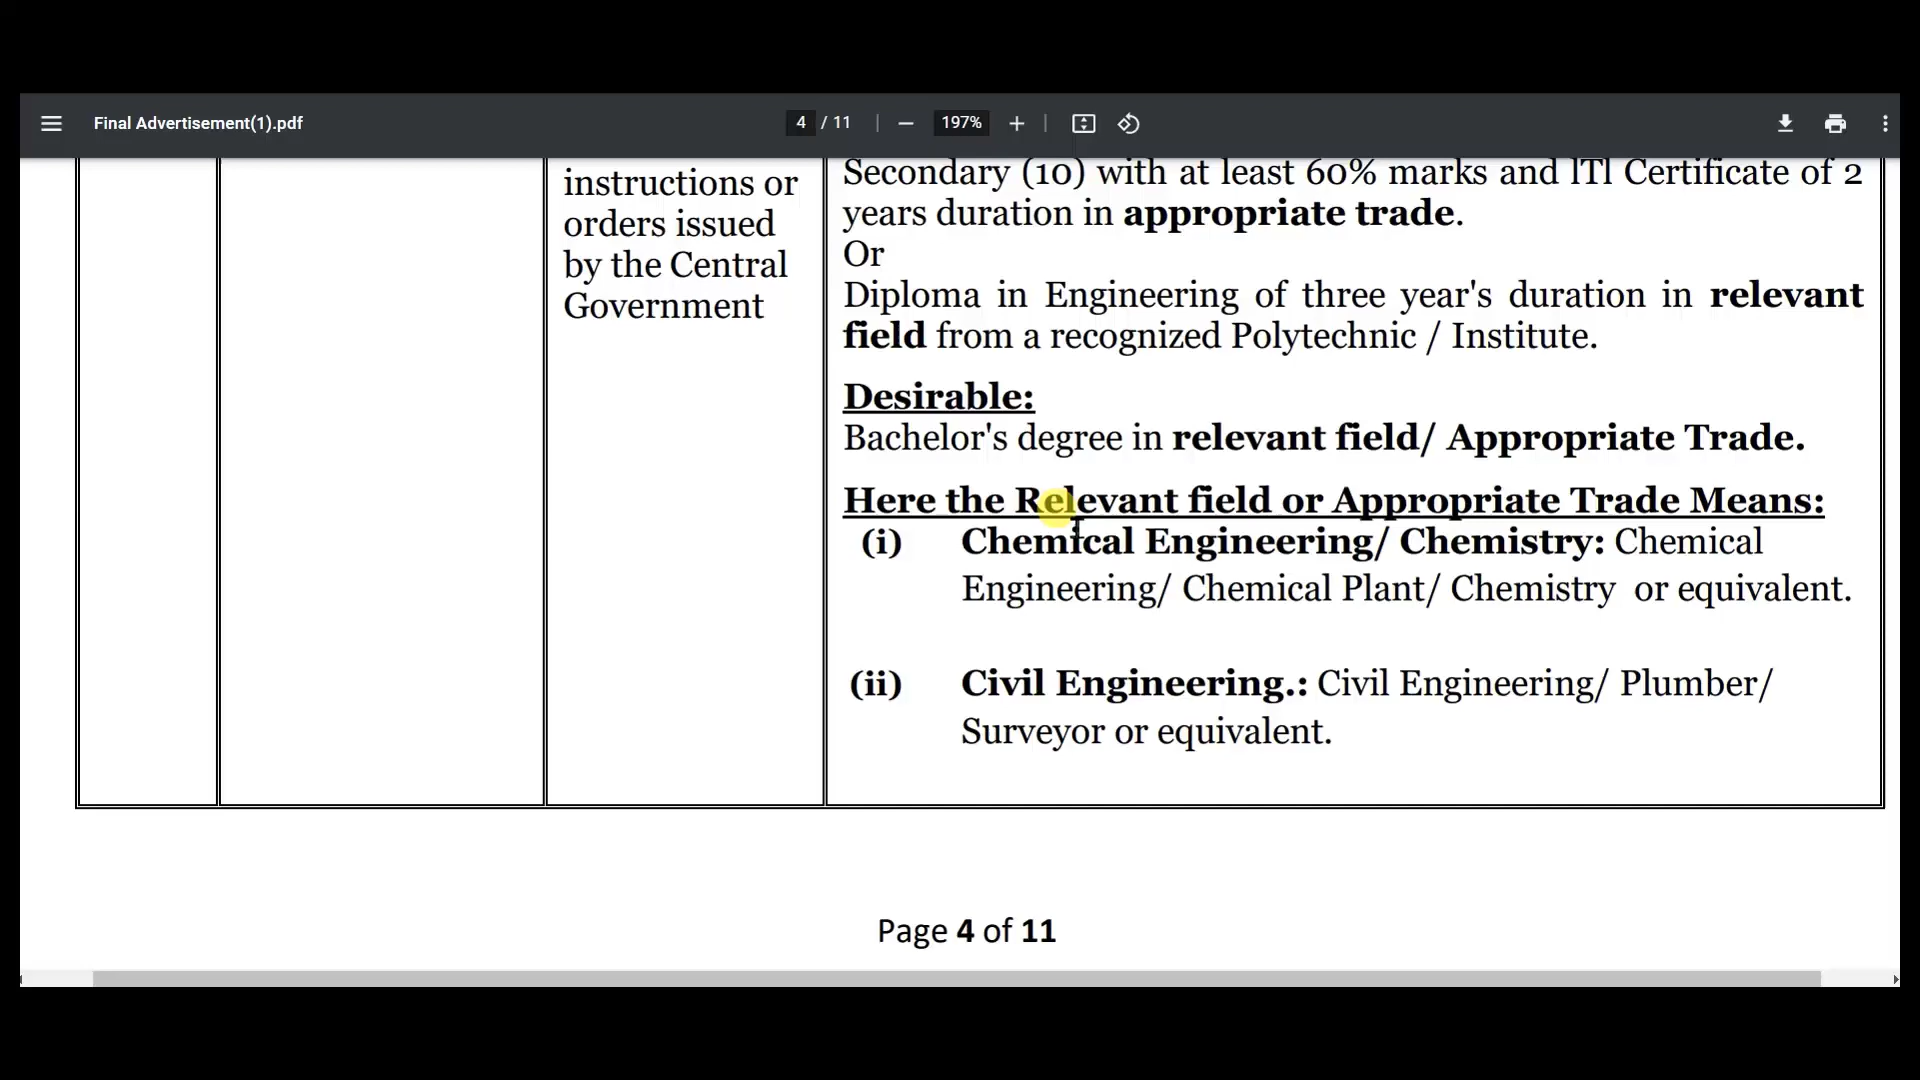 Final Advertisement(1).pdf
4 / 11
197%
instructions or
orders issued
by the Central
Government
Secondary (10) with at least 60% marks and lTl Certificate of 2
years duration in appropriate trade.
Or
Diploma in Engineering of three year's duration in relevant
field from a recognized Polytechnic / Institute.
Desirable:
Bachelor's degree in relevant field/ Appropriate Trade.
Here the Relevant field or Appropriate Trade Means:
(i) Chemical Engineering/ Chemistry: Chemical
Engineering/ Chemical Plant/ Chemistry or equivalent.
(ii) Civil Engineering.: Civil Engineering/ Plumber/
Surveyor or equivalent.
Page 4 of 11